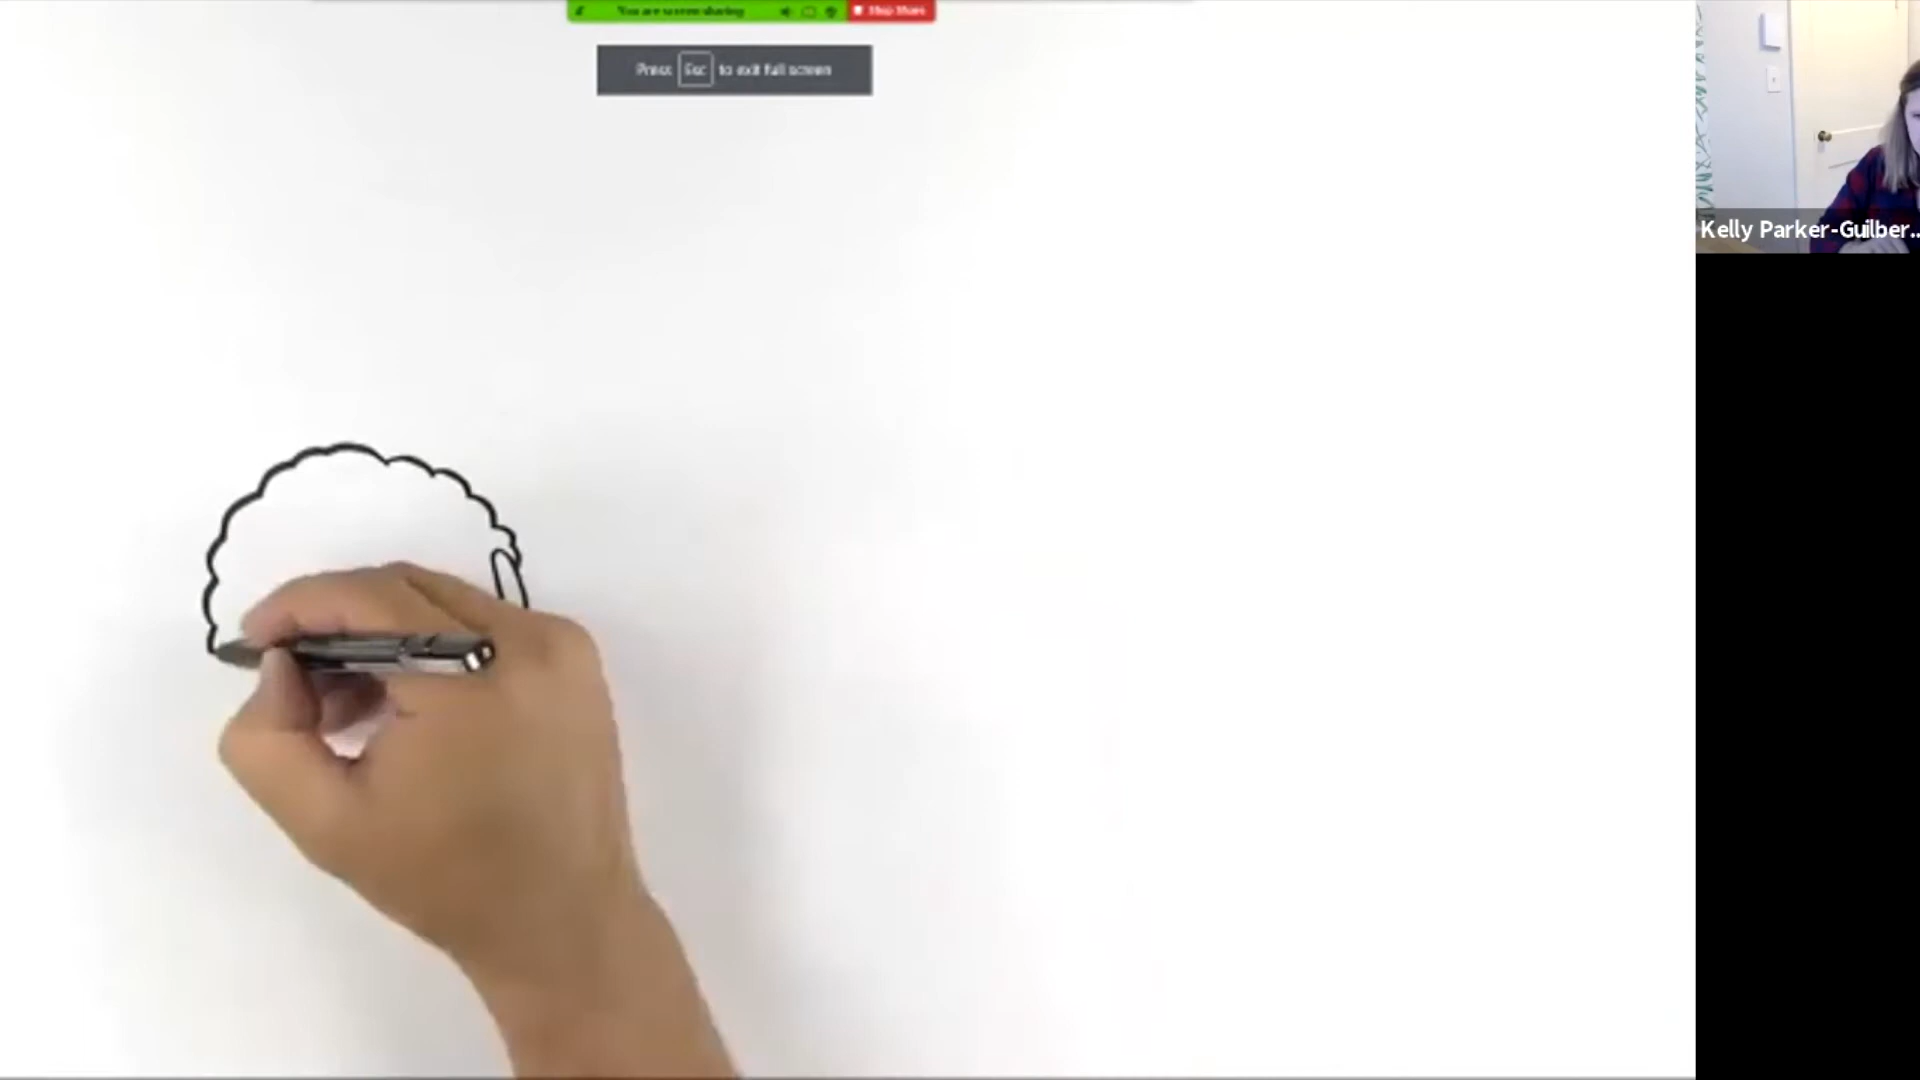 You are screen sharing
Stop Share
Press Esc to exit full screen
Kelly Parker-Guilber...